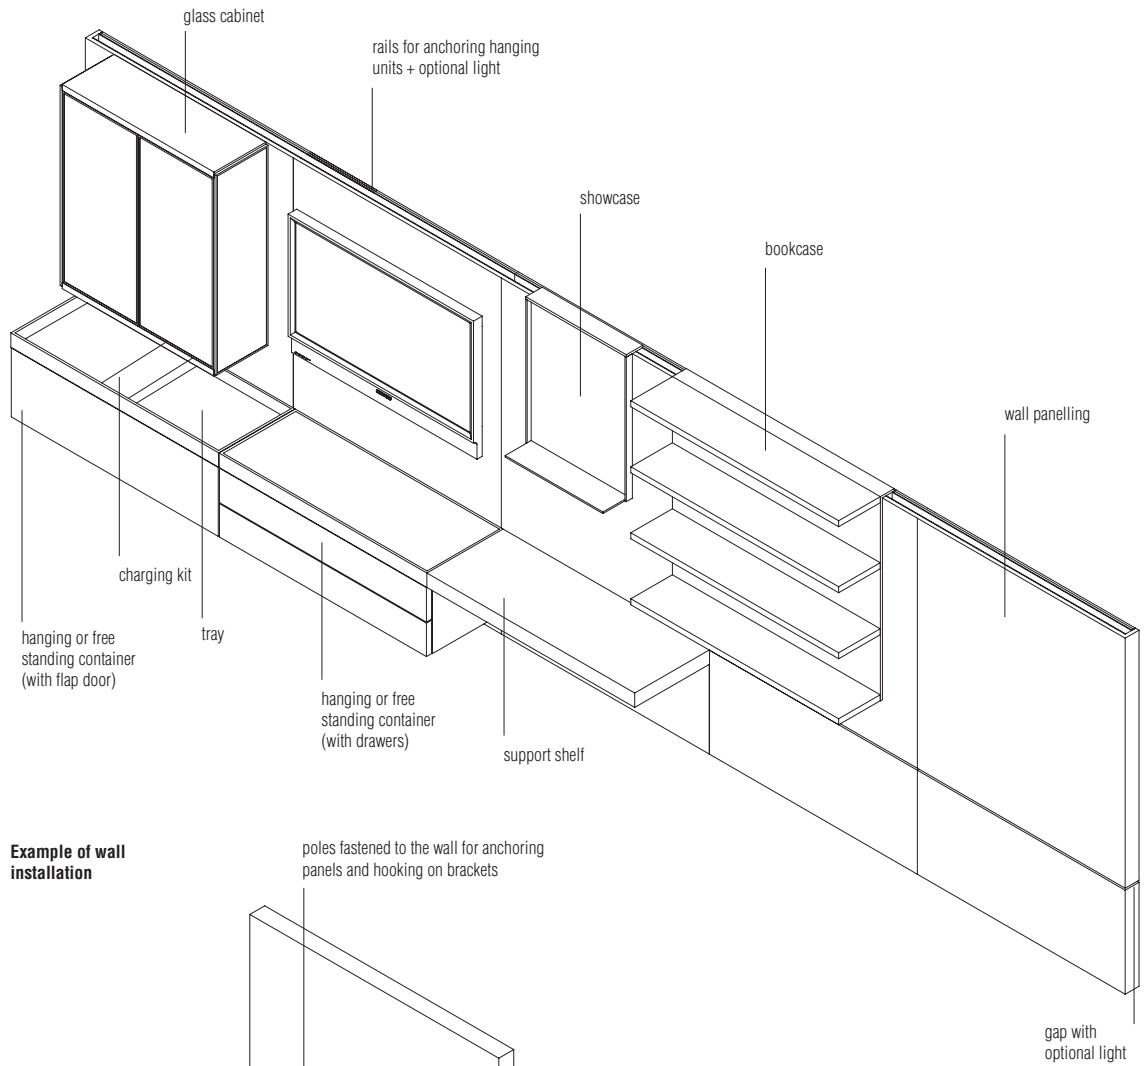 glass cabinet
rails for anchoring hanging
units + optional light
showcase
bookcase
wall panelling
charging kit
tray
hanging or free
standing container
(with flap door)
hanging or free
standing container
(with drawers)
support shelf
Example of wall
installation
poles fastened to the wall for anchoring
panels and hooking on brackets
gap with
optional light